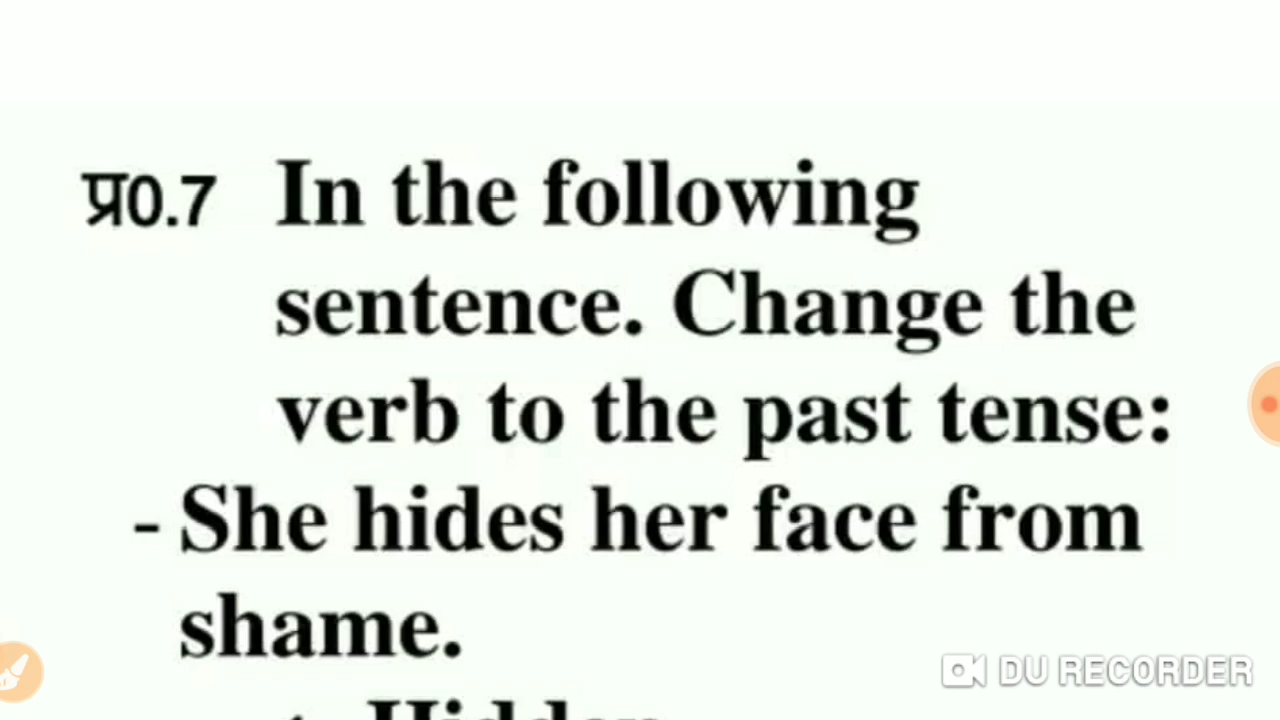 प्र0.7 In the following
sentence. Change the
verb to the past tense:
- She hides her face from
shame.
DU RECORDER